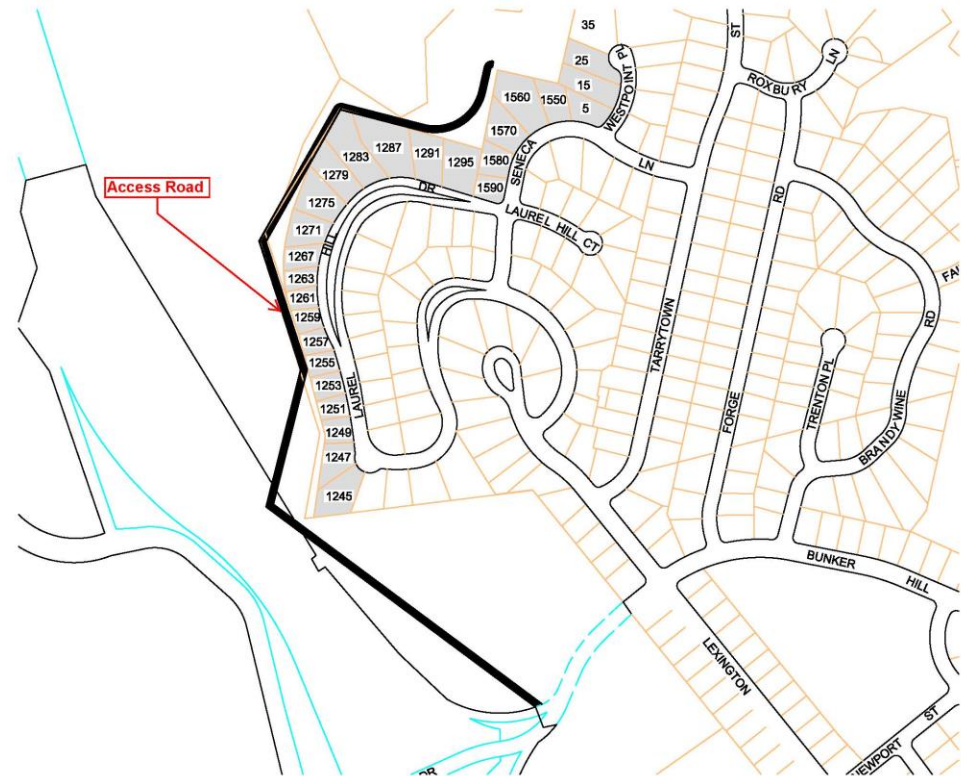 35
25
15
5
1560
1550
1570
1580
1590
WESTPOINT PL
SENECA
LN
ST
ROXBURY
LN
Access Road
1287
1291
1295
1283
1279
1275
1271
1267
1263
1261
1259
1257
1255
1253
1251
1249
1247
1245
HILL
DR
LAUREL
LAUREL HILL CT
TARRYTOWN
FORGE
RD
TRENTON PL
BRANDYWINE
RD
BUNKER
HILL
LEXINGTON
ST
DR